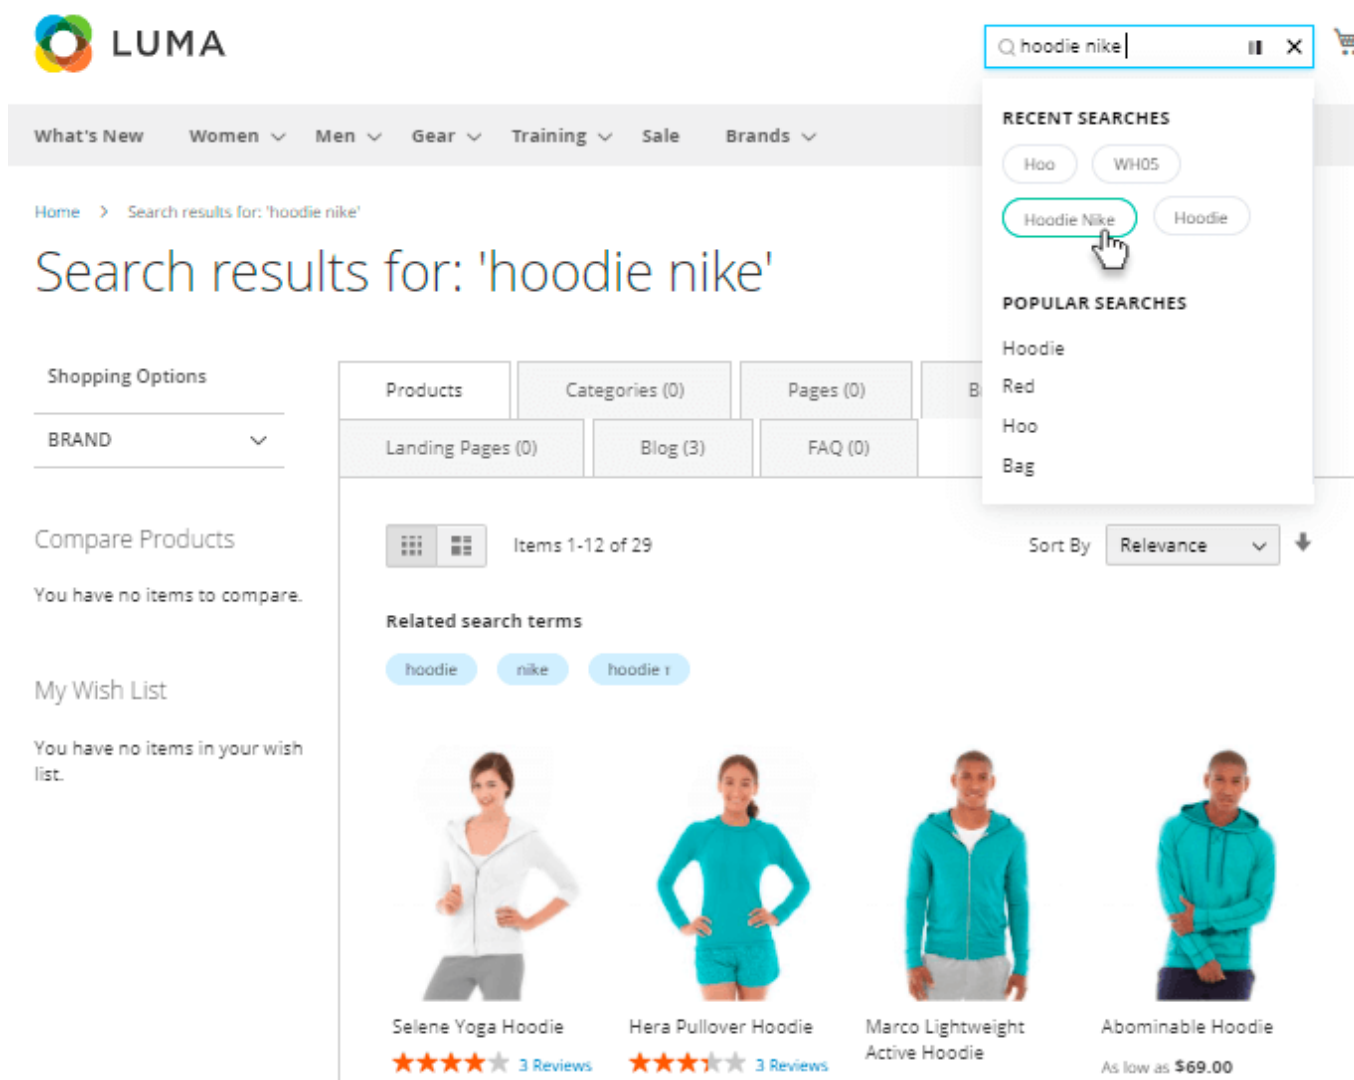 LUMA
hoodie nike
What's New Women Men Gear Training Sale Brands
RECENT SEARCHES
Hoo WH05
Hoodie Nike Hoodie
POPULAR SEARCHES
Hoodie
Red
Hoo
Bag
Home > Search results for: 'hoodie nike'
Search results for: 'hoodie nike'
Shopping Options
BRAND
Compare Products
You have no items to compare.
My Wish List
You have no items in your wish
list.
Products Categories (0) Pages (0) B
Landing Pages (0) Blog (3) FAQ (0)
Items 1-12 of 29 Sort By Relevance
Related search terms
hoodie nike hoodie
Selene Yoga Hoodie
3 Reviews
Hera Pullover Hoodie
3 Reviews
Marco Lightweight
Active Hoodie
Abominable Hoodie
As low as $69.00